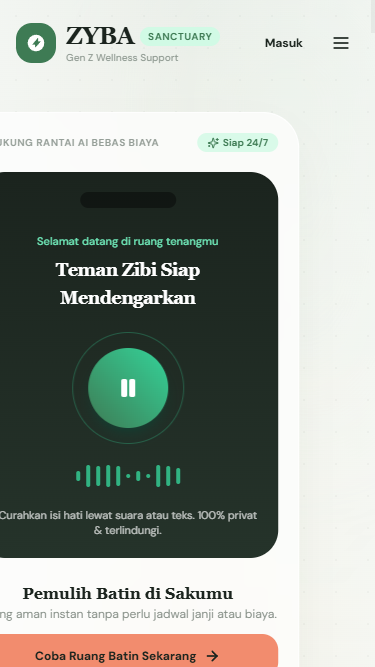 ZYBA SANCTUARY
Gen Z Wellness Support
Masuk
UKUNG RANTAI AI BEBAS BIAYA
Siap 24/7
Selamat datang di ruang tenangmu
Teman Zibi Siap
Mendengarkan
Curahkan isi hati lewat suara atau teks. 100% privat
& terlindungi.
Pemulih Batin di Sakumu
ng aman instan tanpa perlu jadwal janji atau biaya.
Coba Ruang Batin Sekarang